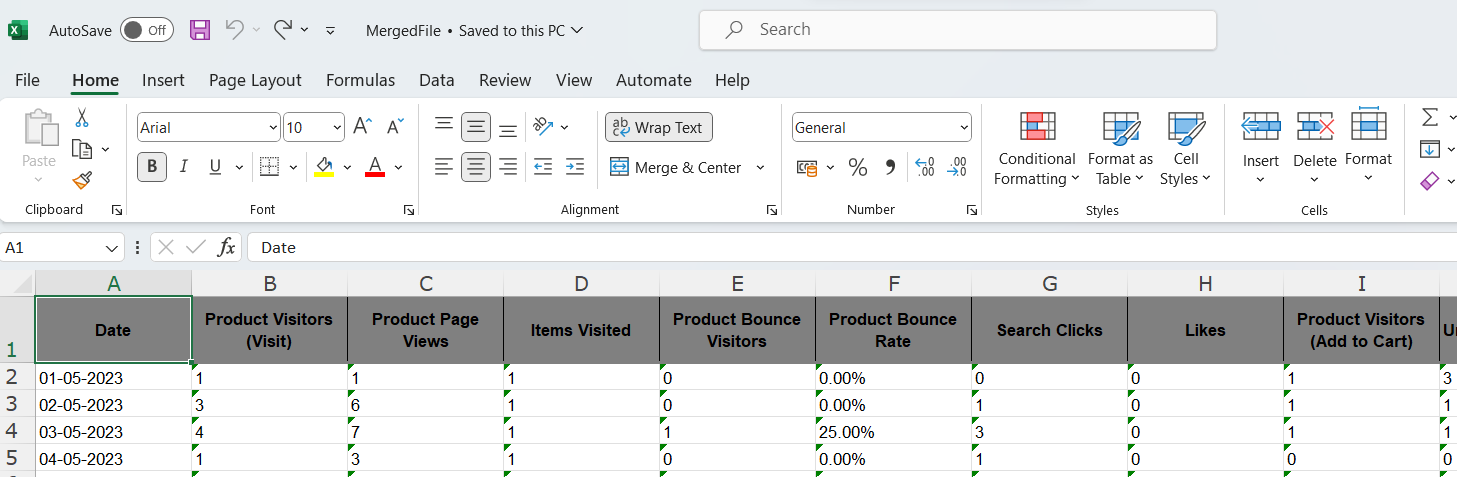 AutoSave Off MergedFile • Saved to this PC Search
File Home Insert Page Layout Formulas Data Review View Automate Help
Paste
Clipboard
Arial 10
B I U A
Font
Wrap Text
Merge & Center
Alignment
General
% .00
Number
Conditional Formatting
Format as Table
Cell Styles
Styles
Insert Delete Format
Cells
A1 fx Date
A B C D E F G H I
1 Date Product Visitors (Visit) Product Page Views Items Visited Product Bounce Visitors Product Bounce Rate Search Clicks Likes Product Visitors (Add to Cart)
2 01-05-2023 1 1 1 0 0.00% 0 0 1 3
3 02-05-2023 3 6 1 0 0.00% 1 0 1 1
4 03-05-2023 4 7 1 1 25.00% 3 0 1 1
5 04-05-2023 1 3 1 0 0.00% 1 0 0 0